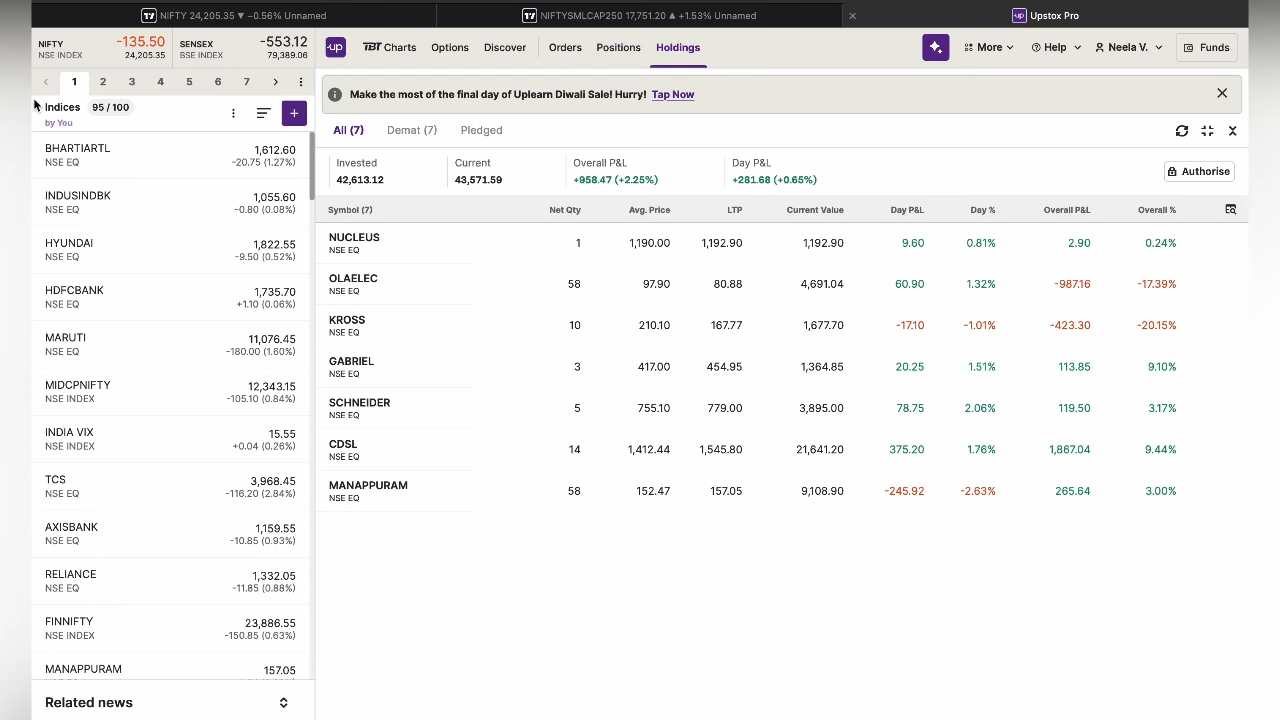 NIFTY 24,205.35 ▼ −0.56% Unnamed
NIFTYSMLCAP250 17,751.20 ▲ +1.53% Unnamed
Upstox Pro
NIFTY -135.50
NSE INDEX 24,205.35
SENSEX -553.12
BSE INDEX 79,389.06
up
TBT Charts
Options
Discover
Orders
Positions
Holdings
More
Help
Neela V.
Funds
1 2 3 4 5 6 7
Indices 95 / 100
by You
Make the most of the final day of Uplearn Diwali Sale! Hurry! Tap Now
All (7) Demat (7) Pledged
Invested Current Overall P&L Day P&L
42,613.12 43,571.59 +958.47 (+2.25%) +281.68 (+0.65%)
Authorise
Symbol (7) Net Qty Avg. Price LTP Current Value Day P&L Day % Overall P&L Overall %
NUCLEUS 1 1,190.00 1,192.90 1,192.90 9.60 0.81% 2.90 0.24%
NSE EQ
OLAELEC 58 97.90 80.88 4,691.04 60.90 1.32% -987.16 -17.39%
NSE EQ
KROSS 10 210.10 167.77 1,677.70 -17.10 -1.01% -423.30 -20.15%
NSE EQ
GABRIEL 3 417.00 454.95 1,364.85 20.25 1.51% 113.85 9.10%
NSE EQ
SCHNEIDER 5 755.10 779.00 3,895.00 78.75 2.06% 119.50 3.17%
NSE EQ
CDSL 14 1,412.44 1,545.80 21,641.20 375.20 1.76% 1,867.04 9.44%
NSE EQ
MANAPPURAM 58 152.47 157.05 9,108.90 -245.92 -2.63% 265.64 3.00%
NSE EQ
BHARTIARTL 1,612.60
NSE EQ -20.75 (1.27%)
INDUSINDBK 1,055.60
NSE EQ -0.80 (0.08%)
HYUNDAI 1,822.55
NSE EQ -9.50 (0.52%)
HDFCBANK 1,735.70
NSE EQ +1.10 (0.06%)
MARUTI 11,076.45
NSE EQ -180.00 (1.60%)
MIDCPNIFTY 12,343.15
NSE INDEX -105.10 (0.84%)
INDIA VIX 15.55
NSE INDEX +0.04 (0.26%)
TCS 3,968.45
NSE EQ -116.20 (2.84%)
AXISBANK 1,159.55
NSE EQ -10.85 (0.93%)
RELIANCE 1,332.05
NSE EQ -11.85 (0.88%)
FINNIFTY 23,886.55
NSE INDEX -150.85 (0.63%)
MANAPPURAM 157.05
Related news